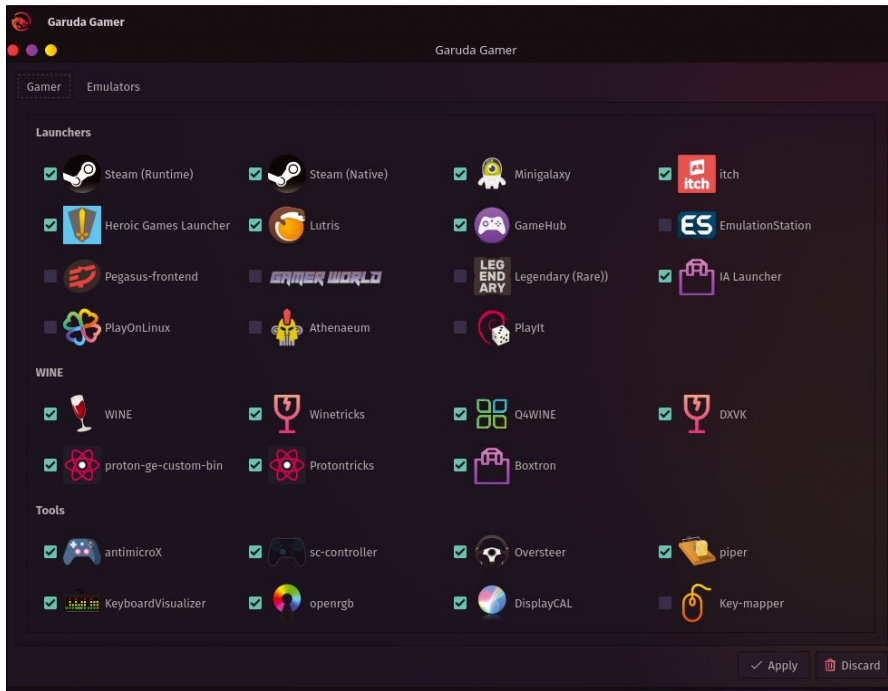 Garuda Gamer
Garuda Gamer
Gamer Emulators
Launchers
Steam (Runtime) Steam (Native) Minigalaxy itch itch
Heroic Games Launcher Lutris GameHub ES EmulationStation
Pegasus-frontend GAMER WORLD LEG END ARY Legendary (Rare)) IA Launcher
PlayOnLinux Athenaeum PlayIt
WINE
WINE Winetricks Q4WINE DXVK
proton-ge-custom-bin Protontricks Boxtron
Tools
antimicroX sc-controller Oversteer piper
KeyboardVisualizer openrgb DisplayCAL Key-mapper
Apply Discard